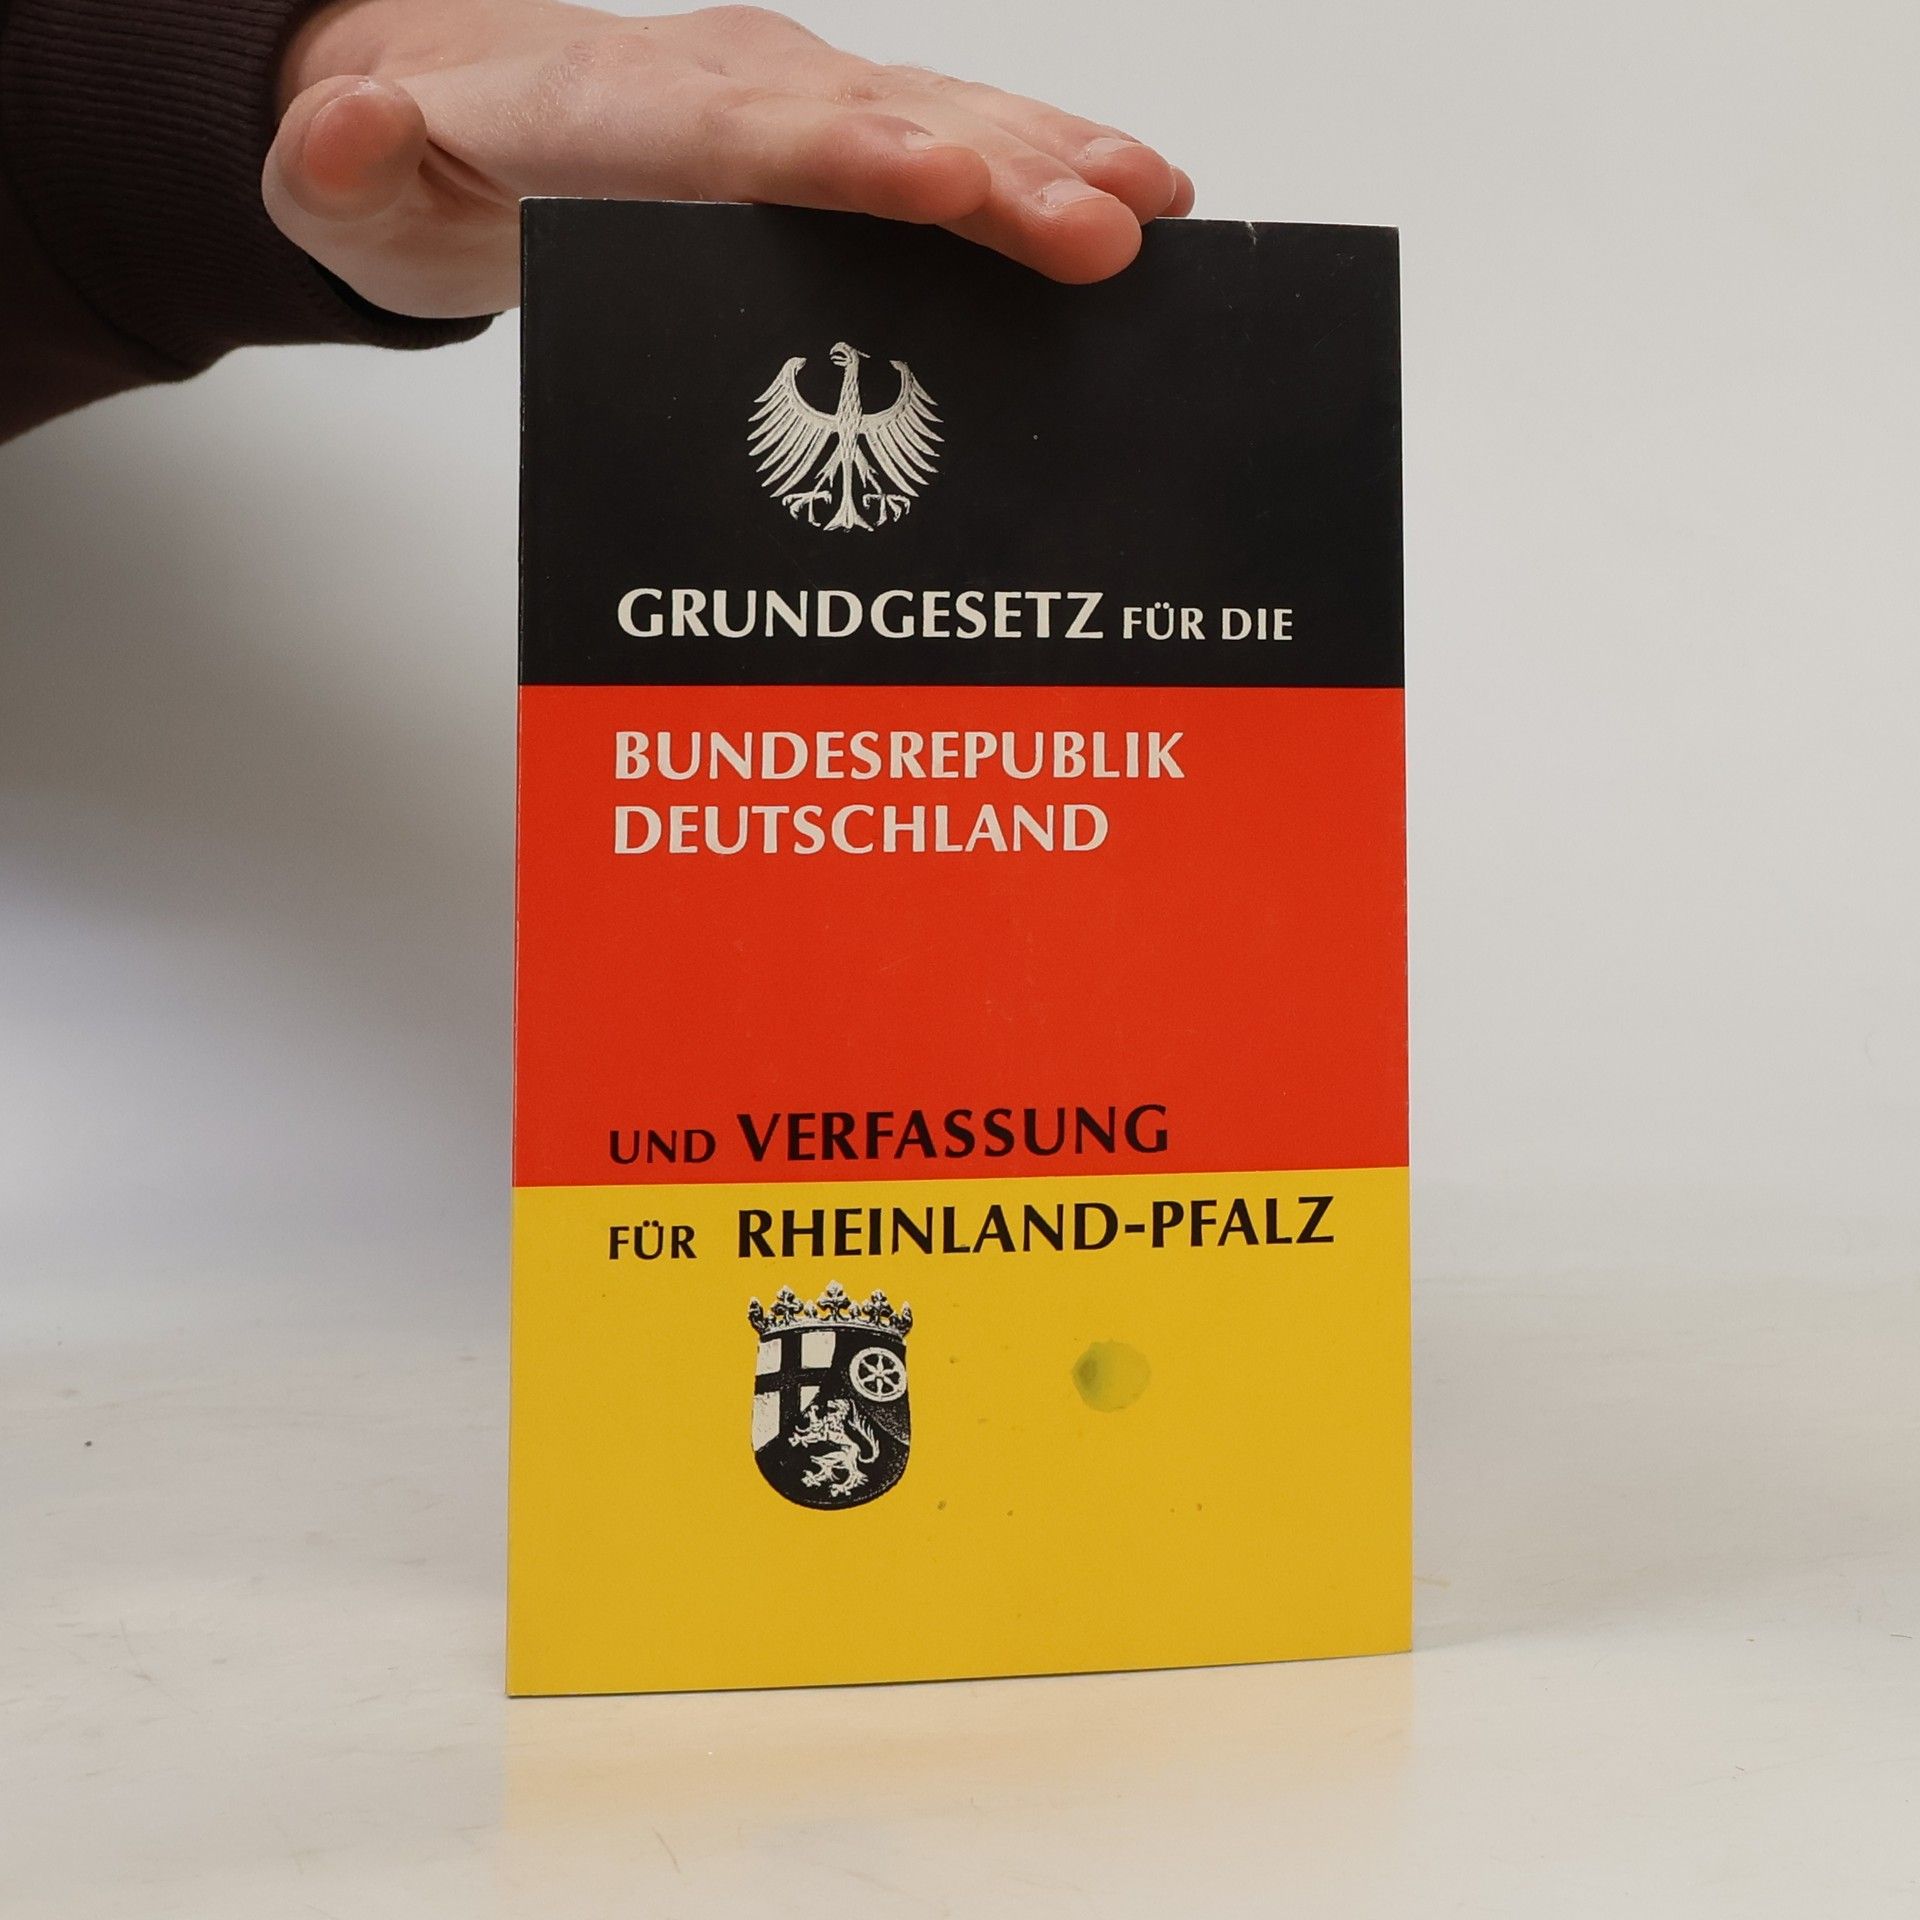 GRUNDGESETZ FÜR DIE
BUNDESREPUBLIK
DEUTSCHLAND
UND VERFASSUNG
FÜR RHEINLAND-PFALZ